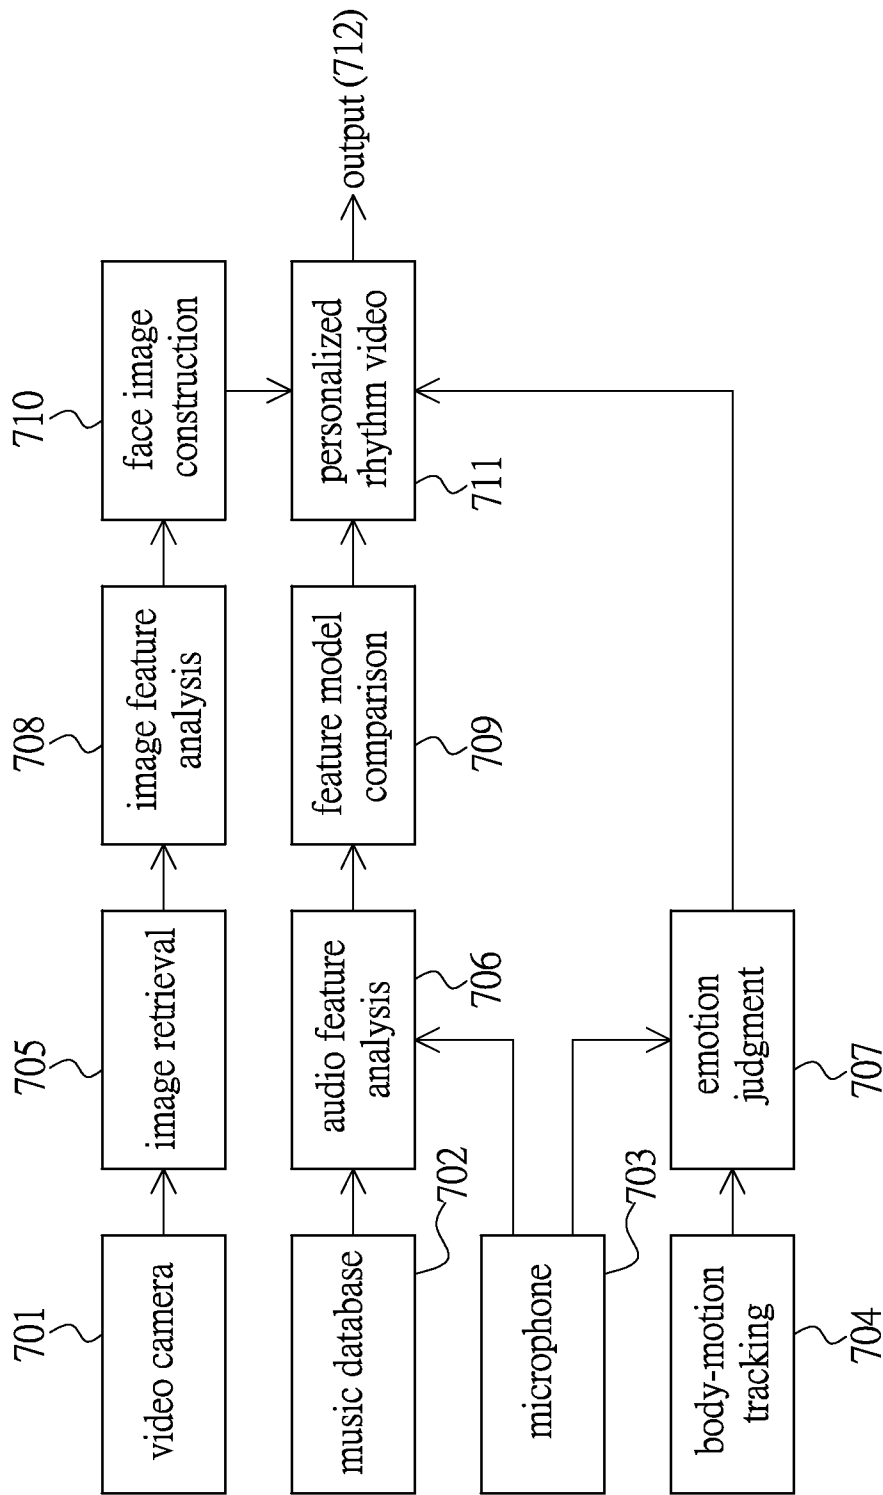 701
video camera
705
image retrieval
708
image feature
analysis
710
face image
construction
music database
702
audio feature
analysis
706
feature model
comparison
709
personalized
rhythm video
711
output (712)
microphone
703
body-motion
tracking
704
emotion
judgment
707